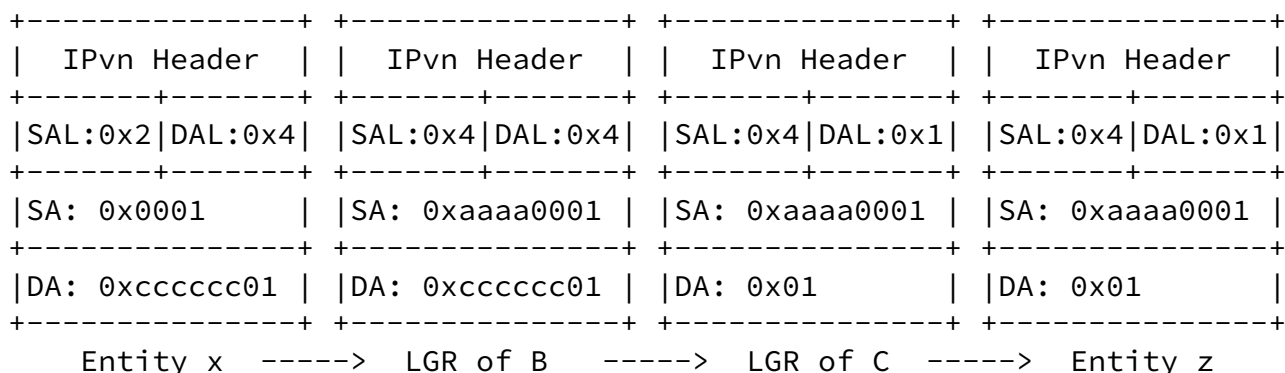 +---------------+ +---------------+ +---------------+ +---------------+
|  IPvn Header  | |  IPvn Header  | |  IPvn Header  | |  IPvn Header  |
+-------+-------+ +-------+-------+ +-------+-------+ +-------+-------+
|SAL:0x2|DAL:0x4| |SAL:0x4|DAL:0x4| |SAL:0x4|DAL:0x1| |SAL:0x4|DAL:0x1|
+-------+-------+ +-------+-------+ +-------+-------+ +-------+-------+
|SA: 0x0001     | |SA: 0xaaaa0001 | |SA: 0xaaaa0001 | |SA: 0xaaaa0001 |
+---------------+ +---------------+ +---------------+ +---------------+
|DA: 0xcccccc01 | |DA: 0xcccccc01 | |DA: 0x01       | |DA: 0x01       |
+---------------+ +---------------+ +---------------+ +---------------+
    Entity x  ----->  LGR of B   ----->  LGR of C  ----->  Entity z